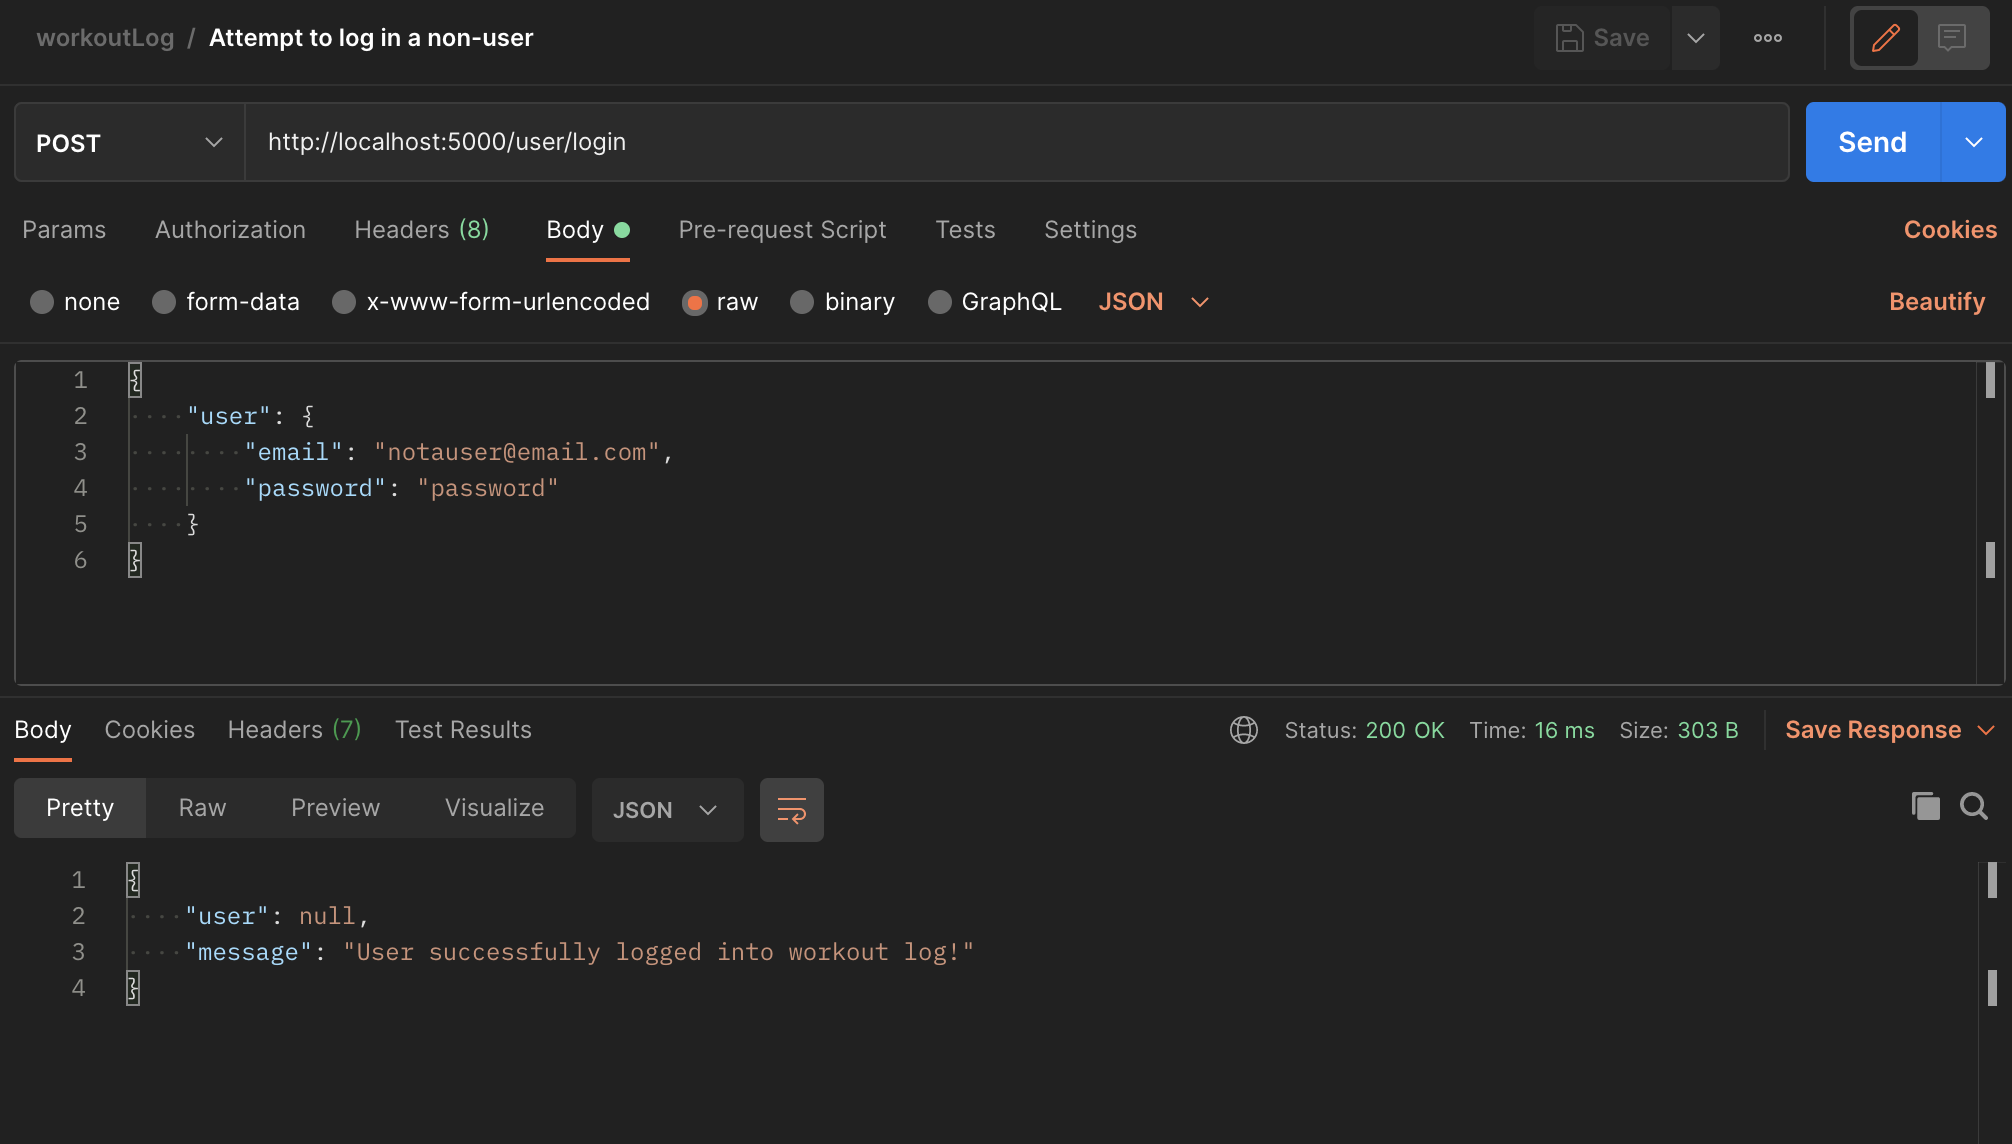 workoutLog / Attempt to log in a non-user Save
POST http://localhost:5000/user/login Send
Params Authorization Headers (8) Body Pre-request Script Tests Settings Cookies
none form-data x-www-form-urlencoded raw binary GraphQL JSON Beautify
1 {
2 "user": {
3 "email": "notauser@email.com",
4 "password": "password"
5 }
6 }
Body Cookies Headers (7) Test Results Status: 200 OK Time: 16 ms Size: 303 B Save Response
Pretty Raw Preview Visualize JSON
1 {
2 "user": null,
3 "message": "User successfully logged into workout log!"
4 }